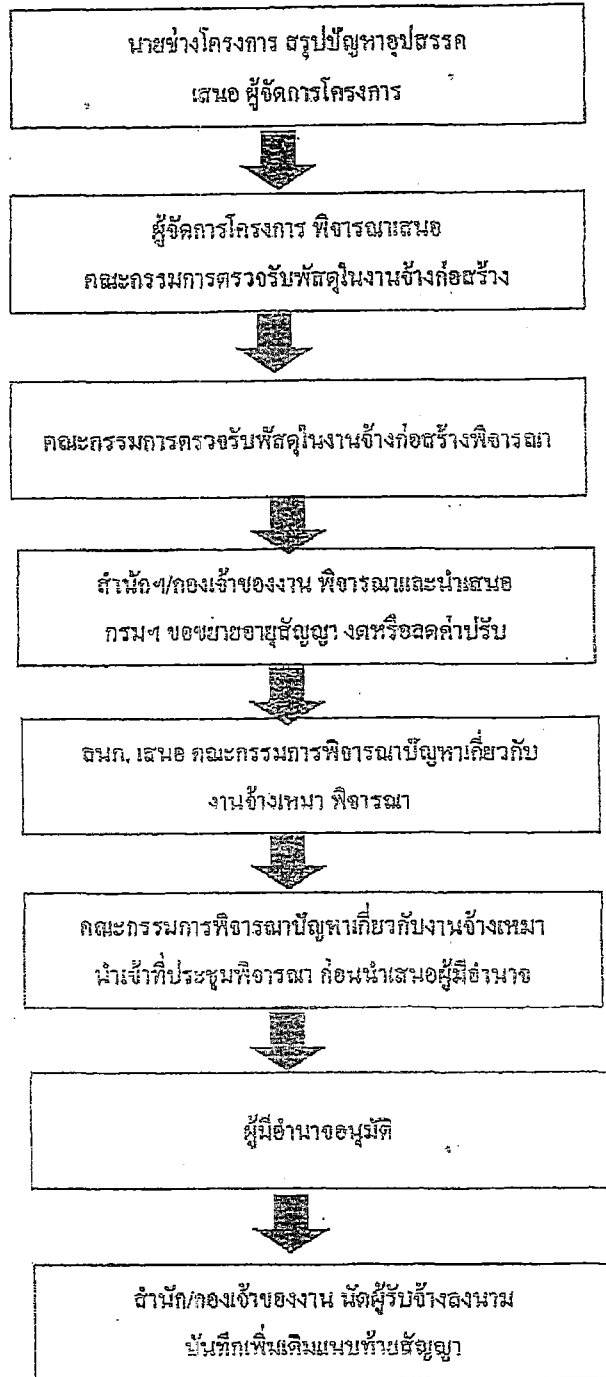 นายช่างโครงการ สรุปปัญหาอุปสรรค
เสนอ ผู้จัดการโครงการ
ผู้จัดการโครงการ พิจารณาเสนอ
คณะกรรมการตรวจรับพัสดุในงานจ้างก่อสร้าง
คณะกรรมการตรวจรับพัสดุในงานจ้างก่อสร้างพิจารณา
สำนักฯ/กองเจ้าของงาน พิจารณาและนำเสนอ
กรมฯ ขอขยายอายุสัญญา งดหรือลดค่าปรับ
สนก. เสนอ คณะกรรมการพิจารณาปัญหาเกี่ยวกับ
งานจ้างเหมา พิจารณา
คณะกรรมการพิจารณาปัญหาเกี่ยวกับงานจ้างเหมา
นำเข้าที่ประชุมพิจารณา ก่อนนำเสนอผู้มีอำนาจ
ผู้มีอำนาจอนุมัติ
สำนัก/กองเจ้าของงาน นัดผู้รับจ้างลงนาม
บันทึกเพิ่มเติมแนบท้ายสัญญา